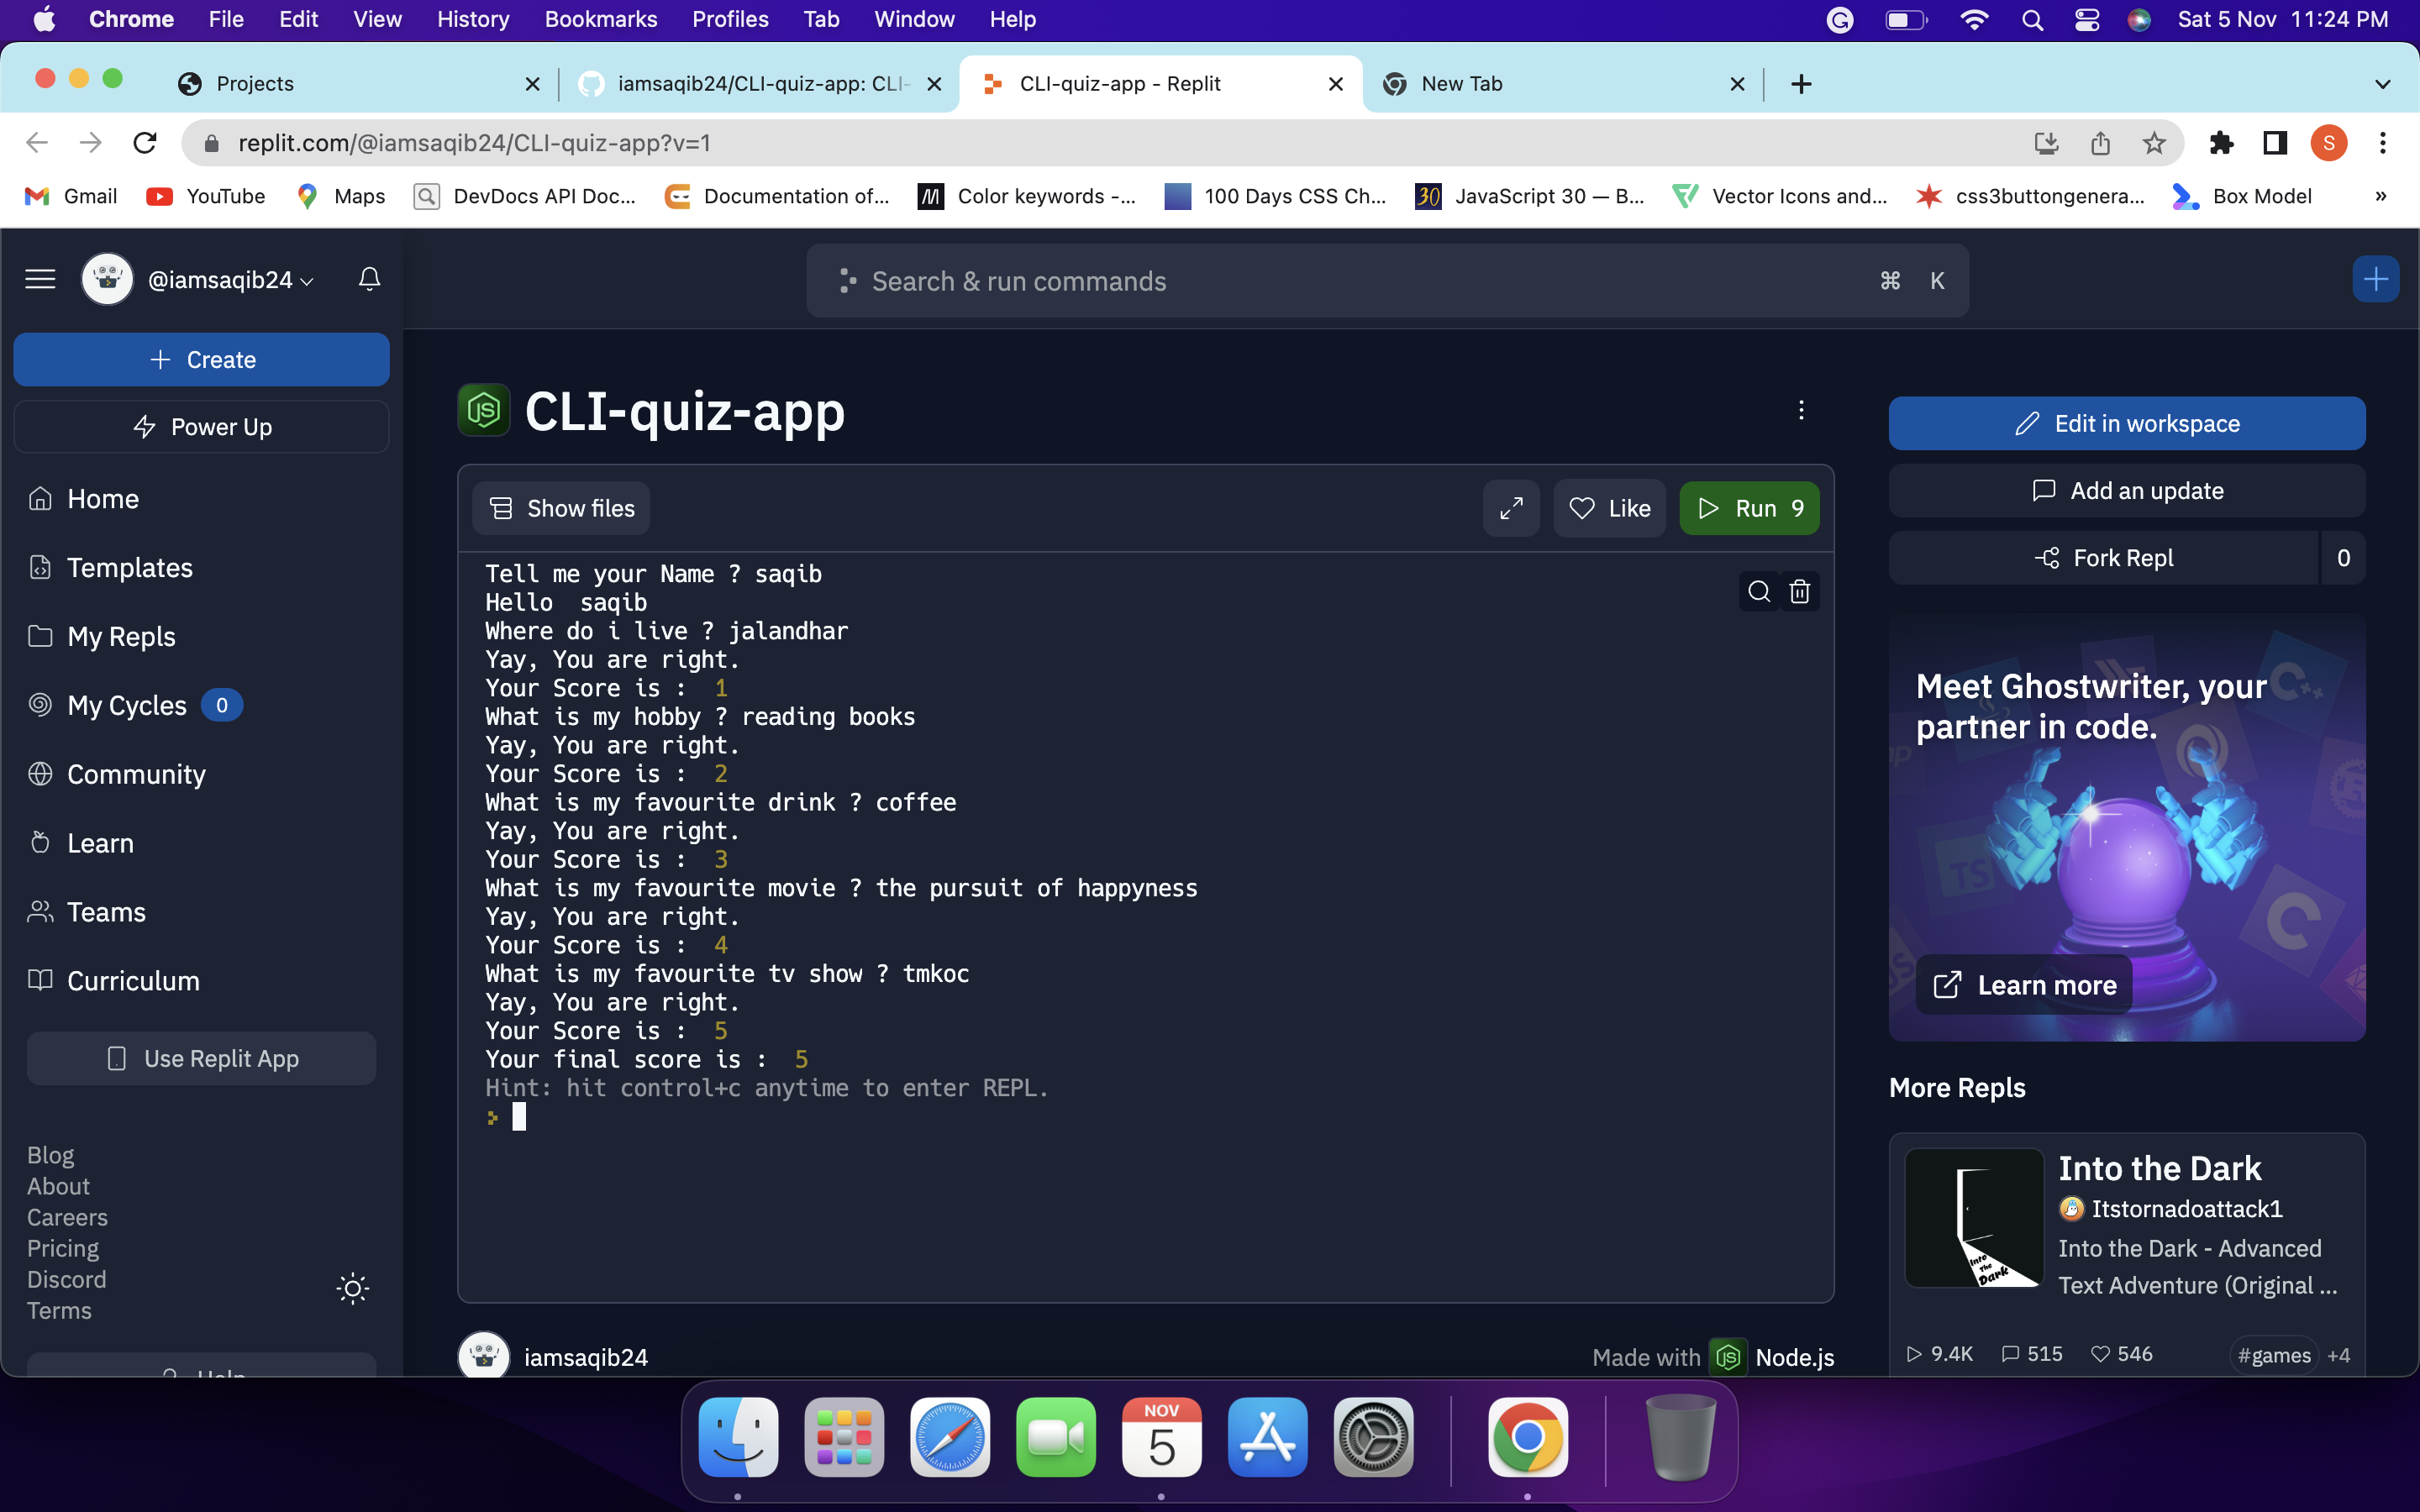 Chrome File Edit View History Bookmarks Profiles Tab Window Help Sat 5 Nov 11:24 PM
Projects iamsaqib24/CLI-quiz-app: CLI- CLI-quiz-app - Replit New Tab
replit.com/@iamsaqib24/CLI-quiz-app?v=1 S
Gmail YouTube Maps DevDocs API Doc... Documentation of... Color keywords -... 100 Days CSS Ch... 30 JavaScript 30 — B... Vector Icons and... css3buttongenera... Box Model »
@iamsaqib24
Search & run commands ⌘ K
Create
Power Up
Home
Templates
My Repls
My Cycles 0
Community
Learn
Teams
Curriculum
Use Replit App
Blog
About
Careers
Pricing
Discord
Terms
Help
CLI-quiz-app
Show files Like Run 9
Tell me your Name ? saqib
Hello saqib
Where do i live ? jalandhar
Yay, You are right.
Your Score is : 1
What is my hobby ? reading books
Yay, You are right.
Your Score is : 2
What is my favourite drink ? coffee
Yay, You are right.
Your Score is : 3
What is my favourite movie ? the pursuit of happyness
Yay, You are right.
Your Score is : 4
What is my favourite tv show ? tmkoc
Yay, You are right.
Your Score is : 5
Your final score is : 5
Hint: hit control+c anytime to enter REPL.
iamsaqib24
Made with JS Node.js
Edit in workspace
Add an update
Fork Repl 0
Meet Ghostwriter, your
partner in code.
TS
Learn more
More Repls
Into the Dark
Itstornadoattack1
Into the Dark - Advanced
Text Adventure (Original ...
Into The Dark
9.4K 515 546 #games +4
NOV
5